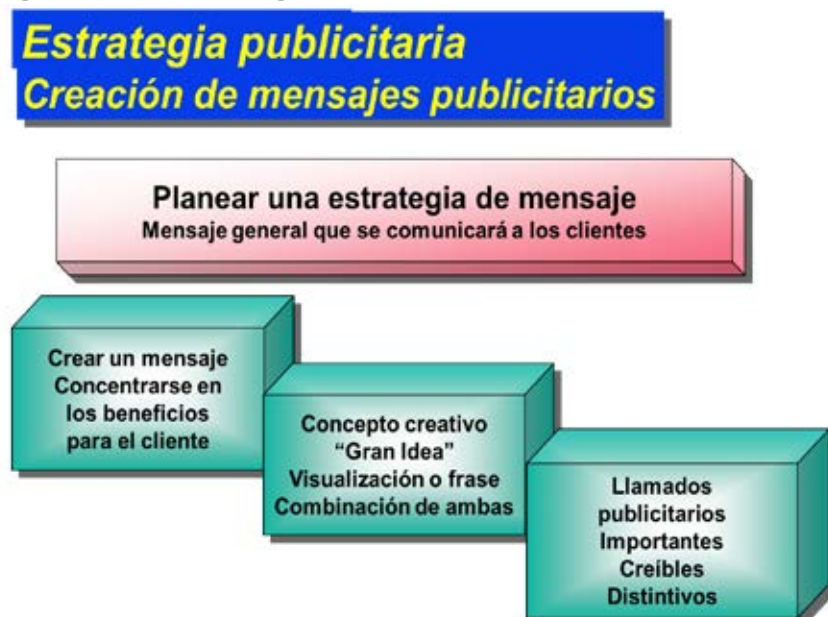 Estrategia publicitaria
Creación de mensajes publicitarios
Planear una estrategia de mensaje
Mensaje general que se comunicará a los clientes
Crear un mensaje
Concentrarse en
los beneficios
para el cliente
Concepto creativo
“Gran Idea”
Visualización o frase
Combinación de ambas
Llamados
publicitarios
Importantes
Creíbles
Distintivos